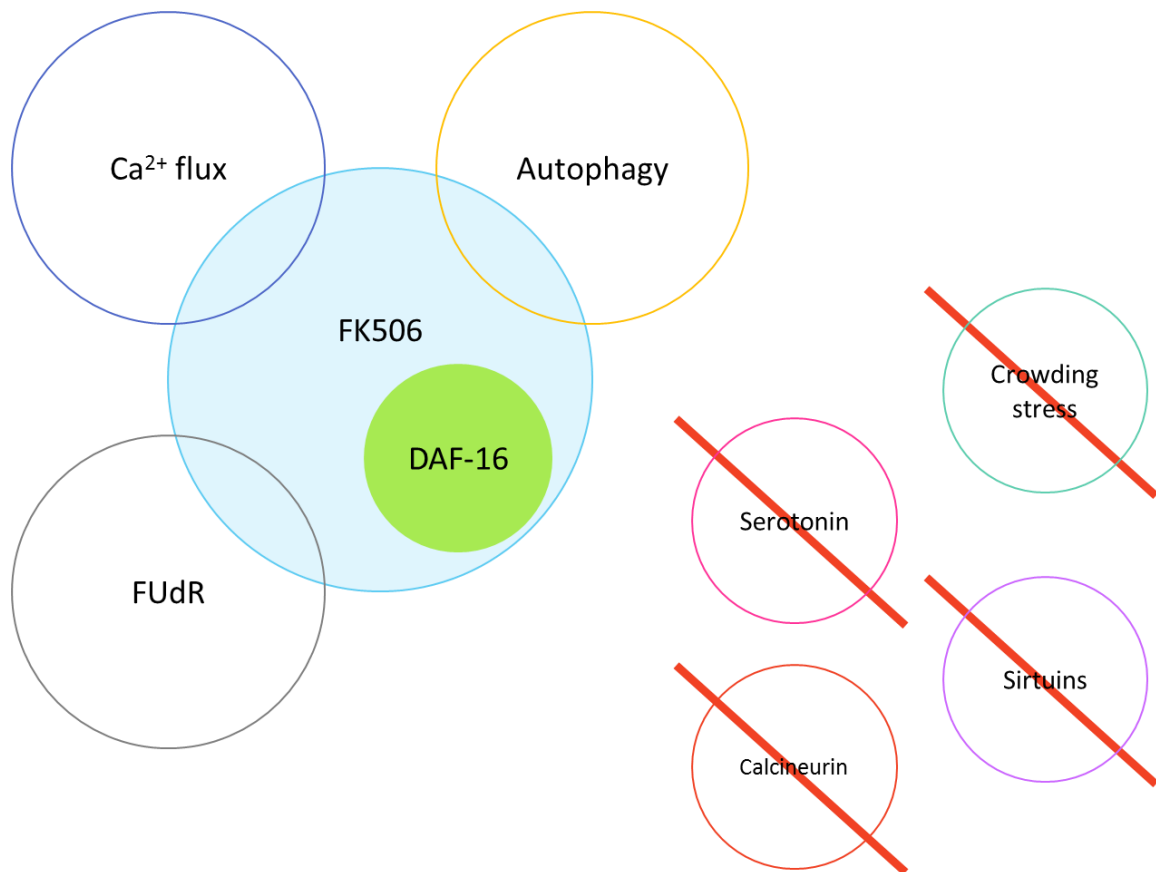 Ca²⁺ flux
Autophagy
FK506
DAF-16
FUdR
Crowding
stress
Serotonin
Sirtuins
Calcineurin